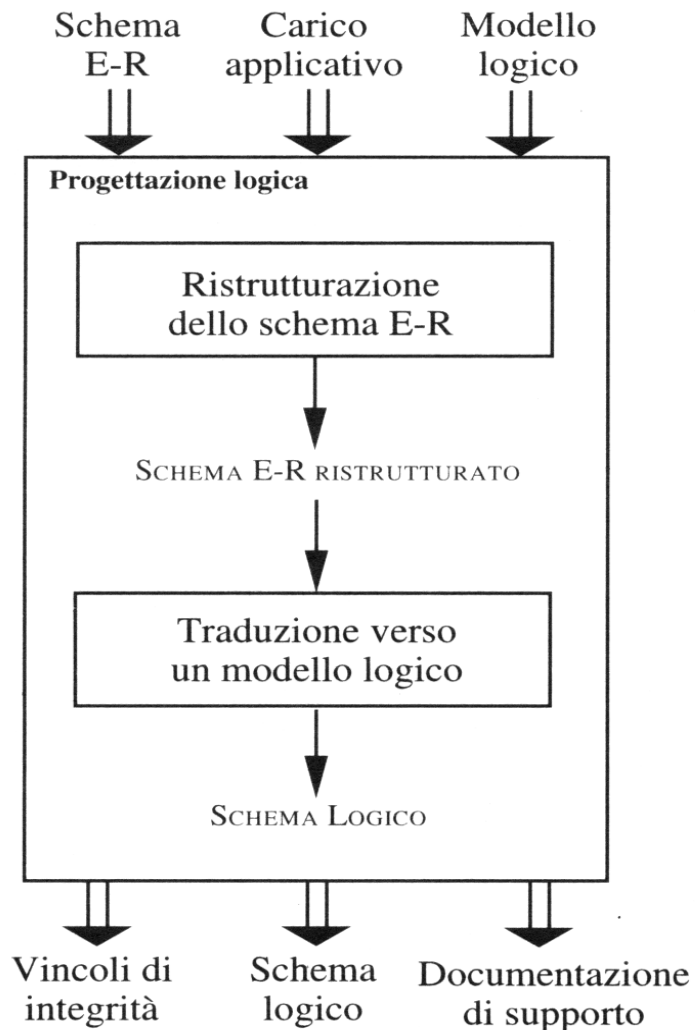 Schema
E-R
Carico
applicativo
Modello
logico
Progettazione logica
Ristrutturazione
dello schema E-R
SCHEMA E-R RISTRUTTURATO
Traduzione verso
un modello logico
SCHEMA LOGICO
Vincoli di
integrità
Schema
logico
Documentazione
di supporto